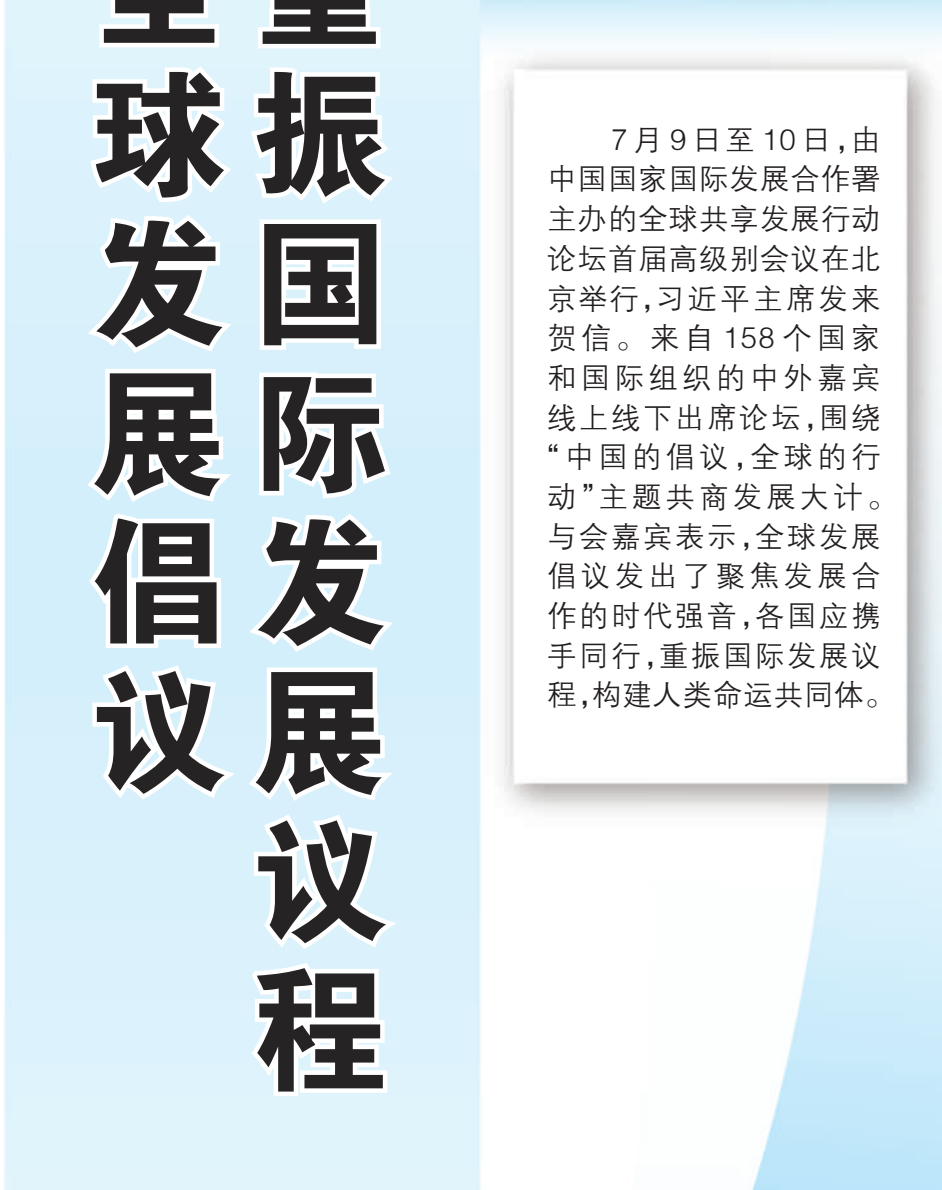 重振国际发展议程
全球发展倡议
7月9日至10日,由
中国国家国际发展合作署
主办的全球共享发展行动
论坛首届高级别会议在北
京举行,习近平主席发来
贺信。来自158个国家
和国际组织的中外嘉宾
线上线下出席论坛,围绕
“中国的倡议,全球的行
动”主题共商发展大计。
与会嘉宾表示,全球发展
倡议发出了聚焦发展合
作的时代强音,各国应携
手同行,重振国际发展议
程,构建人类命运共同体。